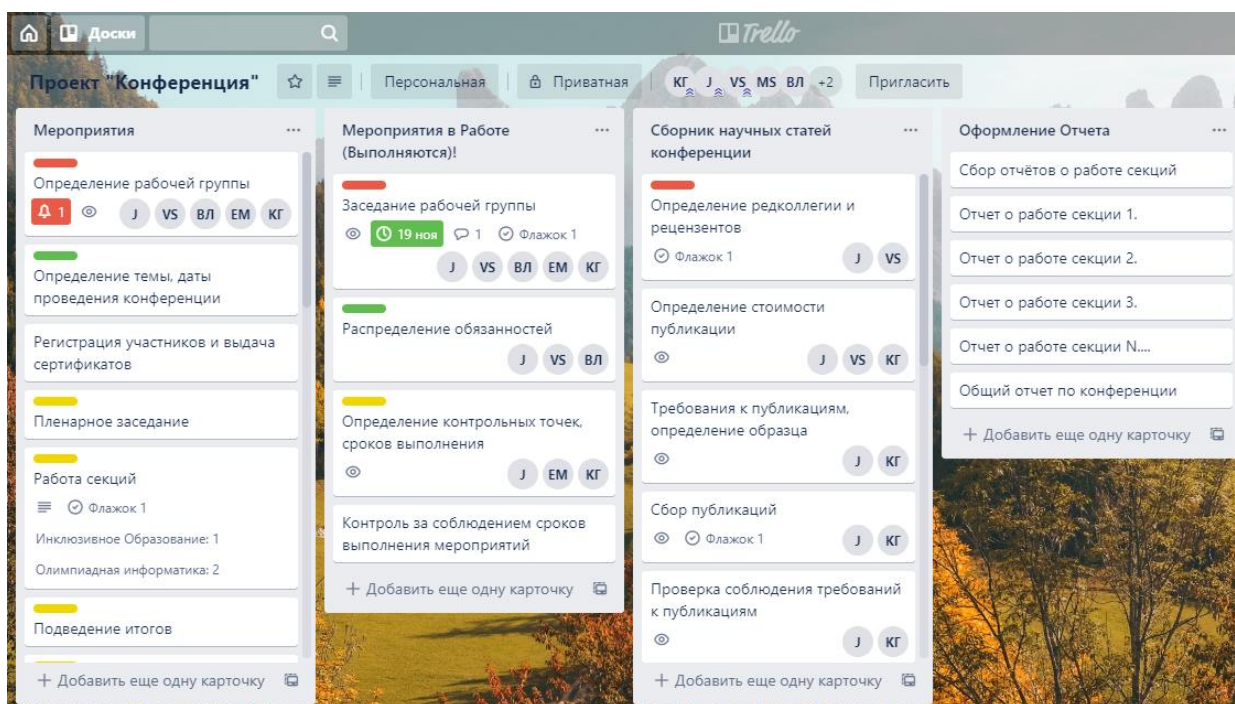 Доски
Trello
Проект "Конференция"
Персональная
Приватная
КГ J VS MS ВЛ +2
Пригласить
Мероприятия
Определение рабочей группы
1
J VS ВЛ ЕМ КГ
Определение темы, даты
проведения конференции
Регистрация участников и выдача
сертификатов
Пленарное заседание
Работа секций
Флажок 1
Инклюзивное Образование: 1
Олимпиадная информатика: 2
Подведение итогов
+ Добавить еще одну карточку
Мероприятия в Работе
(Выполняются)!
Заседание рабочей группы
19 ноя 1 Флажок 1
J VS ВЛ ЕМ КГ
Распределение обязанностей
J VS ВЛ
Определение контрольных точек,
сроков выполнения
J ЕМ КГ
Контроль за соблюдением сроков
выполнения мероприятий
+ Добавить еще одну карточку
Сборник научных статей
конференции
Определение редколлегии и
рецензентов
Флажок 1 J VS
Определение стоимости
публикации
J VS КГ
Требования к публикациям,
определение образца
J КГ
Сбор публикаций
Флажок 1 J КГ
Проверка соблюдения требований
к публикациям
J КГ
+ Добавить еще одну карточку
Оформление Отчета
Сбор отчётов о работе секций
Отчет о работе секции 1.
Отчет о работе секции 2.
Отчет о работе секции 3.
Отчет о работе секции N....
Общий отчет по конференции
+ Добавить еще одну карточку